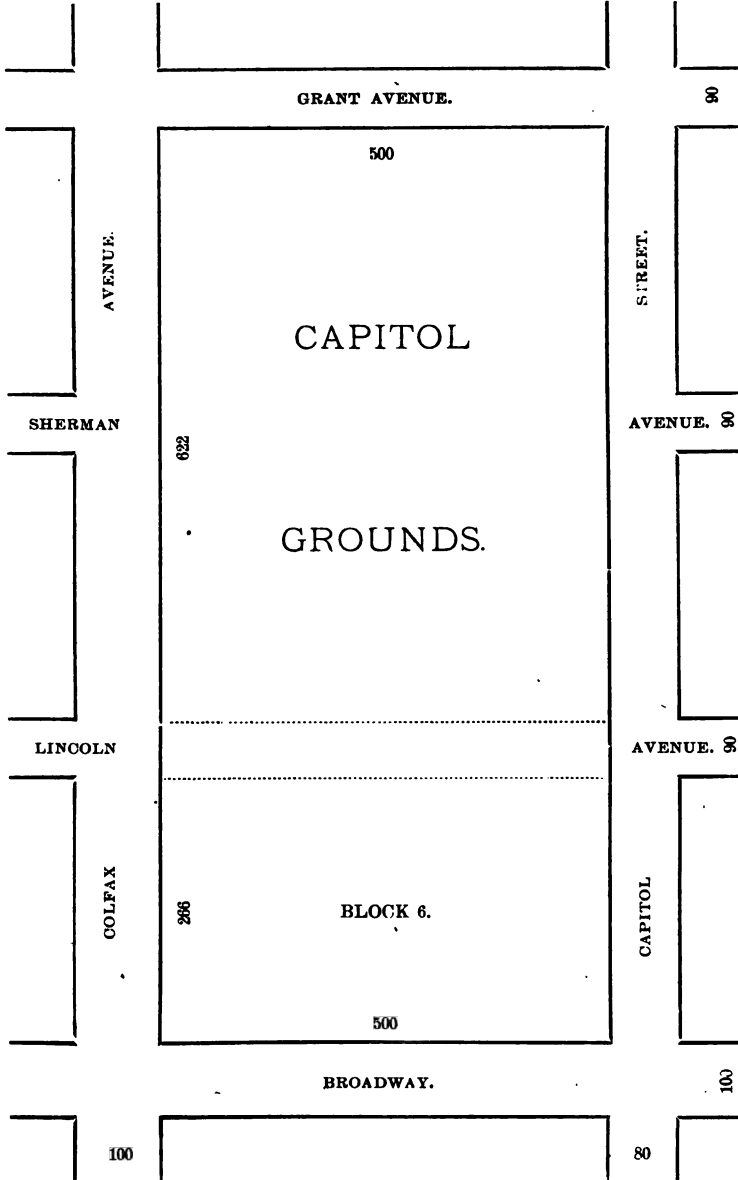 GRANT AVENUE.
90
500
AVENUE.
STREET.
CAPITOL
SHERMAN
AVENUE. 90
622
GROUNDS.
LINCOLN
AVENUE. 90
COLFAX
266
BLOCK 6.
CAPITOL
500
BROADWAY.
100
100
80